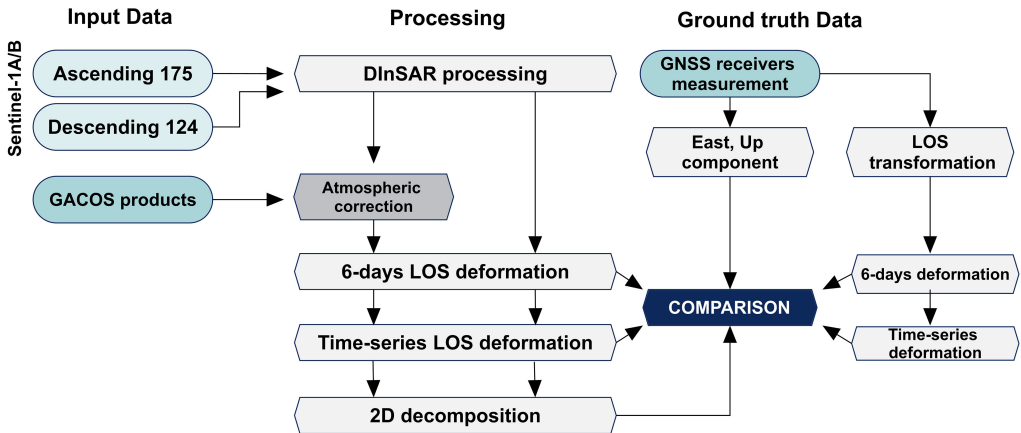 Input Data
Processing
Ground truth Data
Sentinel-1A/B
Ascending 175
Descending 124
GACOS products
DInSAR processing
Atmospheric
correction
6-days LOS deformation
Time-series LOS deformation
2D decomposition
GNSS receivers
measurement
East, Up
component
LOS
transformation
COMPARISON
6-days deformation
Time-series
deformation